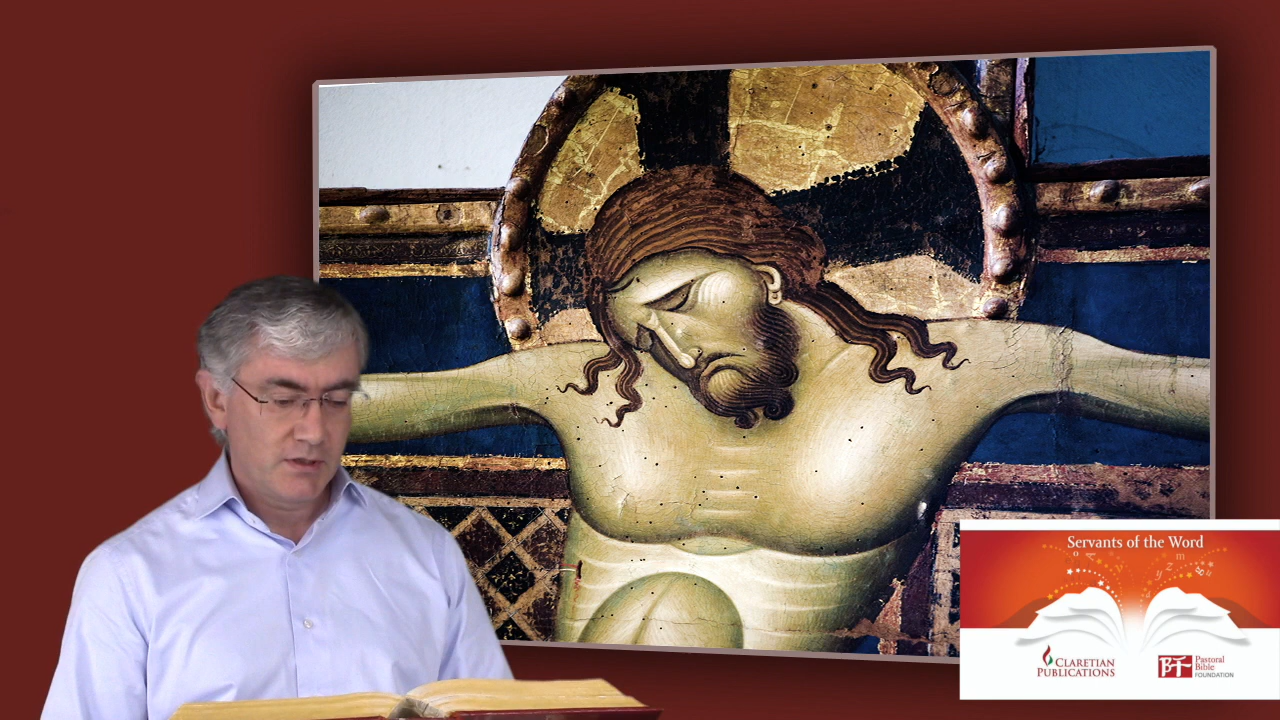 Servants of the Word
CLARETIAN
PUBLICATIONS
Pastoral
Bible
FOUNDATION